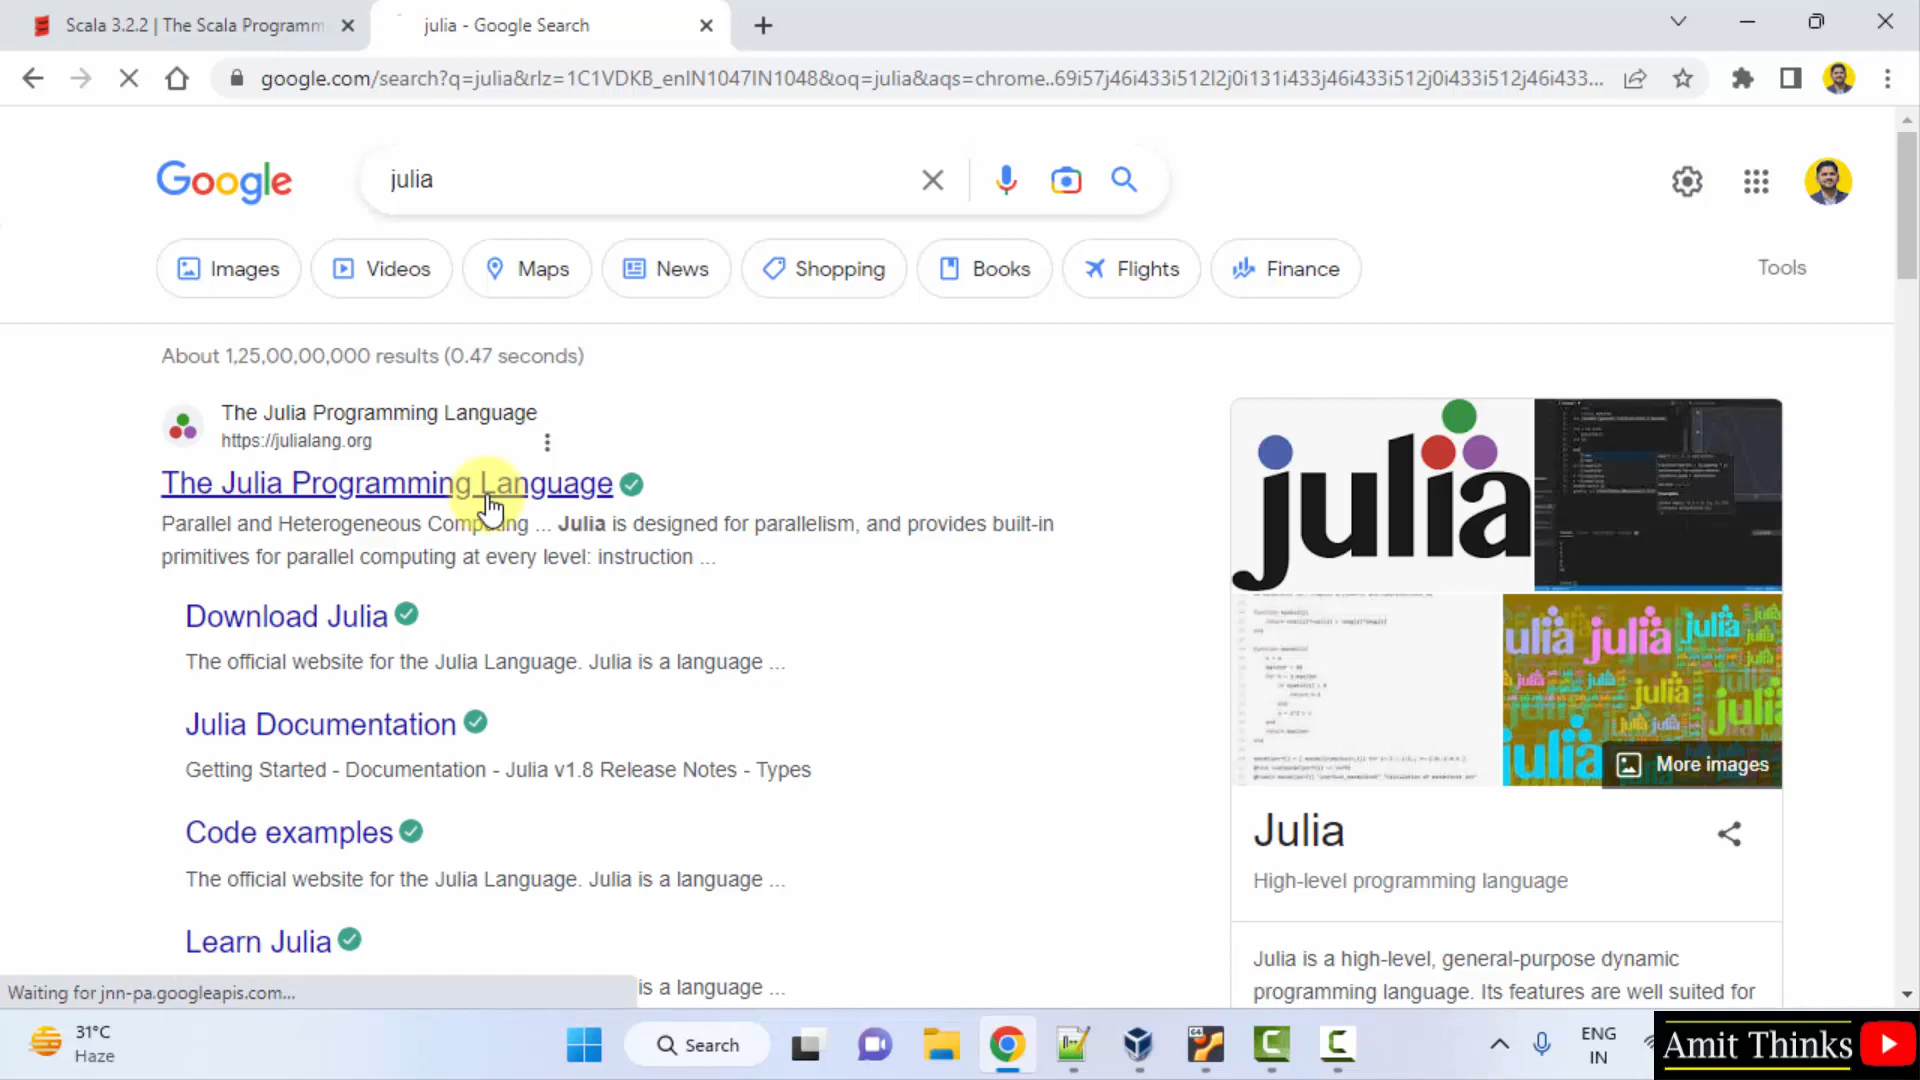 Scala 3.2.2 | The Scala Programm
julia - Google Search
google.com/search?q=julia&rlz=1C1VDKB_enIN1047IN1048&oq=julia&aqs=chrome..69i57j46i433i512l2j0i131i433j46i433i512j0i433i512j46i433...
Google
julia
Images
Videos
Maps
News
Shopping
Books
Flights
Finance
Tools
About 1,25,00,00,000 results (0.47 seconds)
The Julia Programming Language
https://julialang.org
The Julia Programming Language
Parallel and Heterogeneous Computing ... Julia is designed for parallelism, and provides built-in
primitives for parallel computing at every level: instruction ...
Download Julia
The official website for the Julia Language. Julia is a language ...
Julia Documentation
Getting Started - Documentation - Julia v1.8 Release Notes - Types
Code examples
The official website for the Julia Language. Julia is a language ...
Learn Julia
is a language ...
julia
More images
Julia
High-level programming language
Julia is a high-level, general-purpose dynamic
programming language. Its features are well suited for
Waiting for jnn-pa.googleapis.com...
31°C
Haze
Search
ENG
IN
Amit Thinks